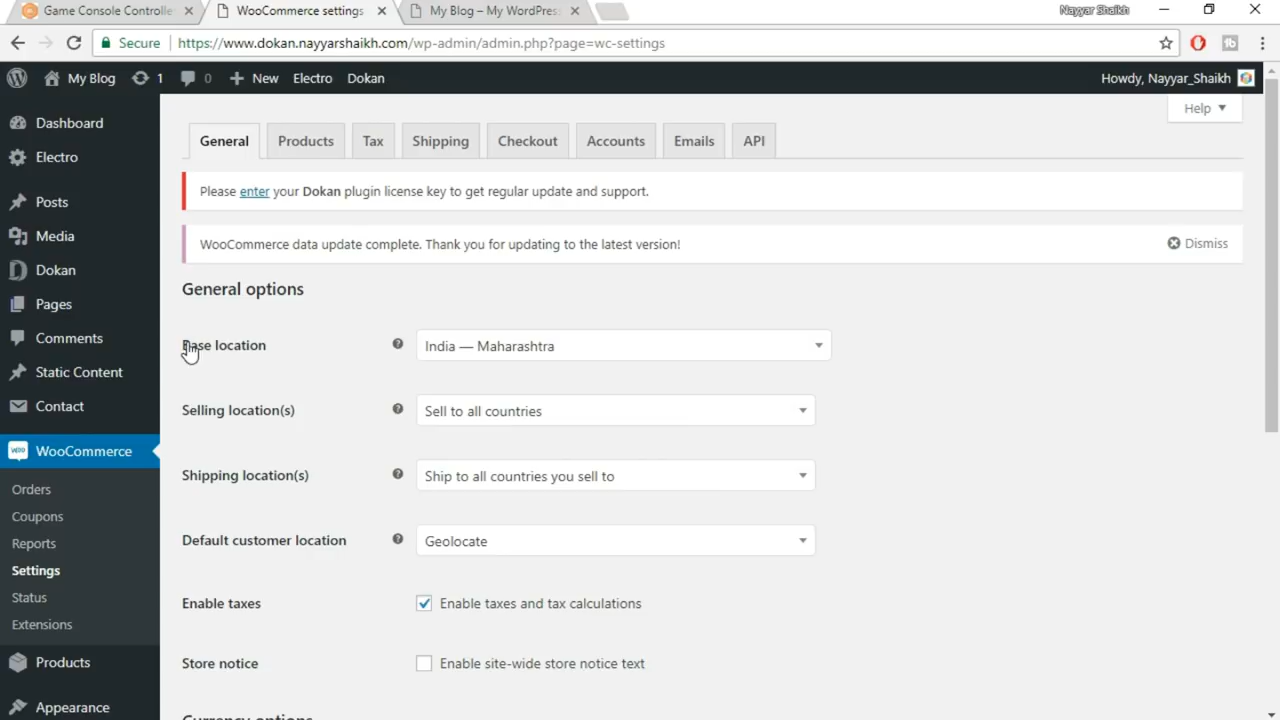 Game Console Controlle
WooCommerce settings
My Blog – My WordPres
Nayyar Shaikh
Secure
https://www.dokan.nayyarshaikh.com/wp-admin/admin.php?page=wc-settings
My Blog 1 0 New Electro Dokan
Howdy, Nayyar_Shaikh
Help
Dashboard
Electro
Posts
Media
Dokan
Pages
Comments
Static Content
Contact
WooCommerce
Orders
Coupons
Reports
Settings
Status
Extensions
Products
Appearance
General Products Tax Shipping Checkout Accounts Emails API
Please enter your Dokan plugin license key to get regular update and support.
WooCommerce data update complete. Thank you for updating to the latest version!
Dismiss
General options
Base location
India — Maharashtra
Selling location(s)
Sell to all countries
Shipping location(s)
Ship to all countries you sell to
Default customer location
Geolocate
Enable taxes
Enable taxes and tax calculations
Store notice
Enable site-wide store notice text
Currency options